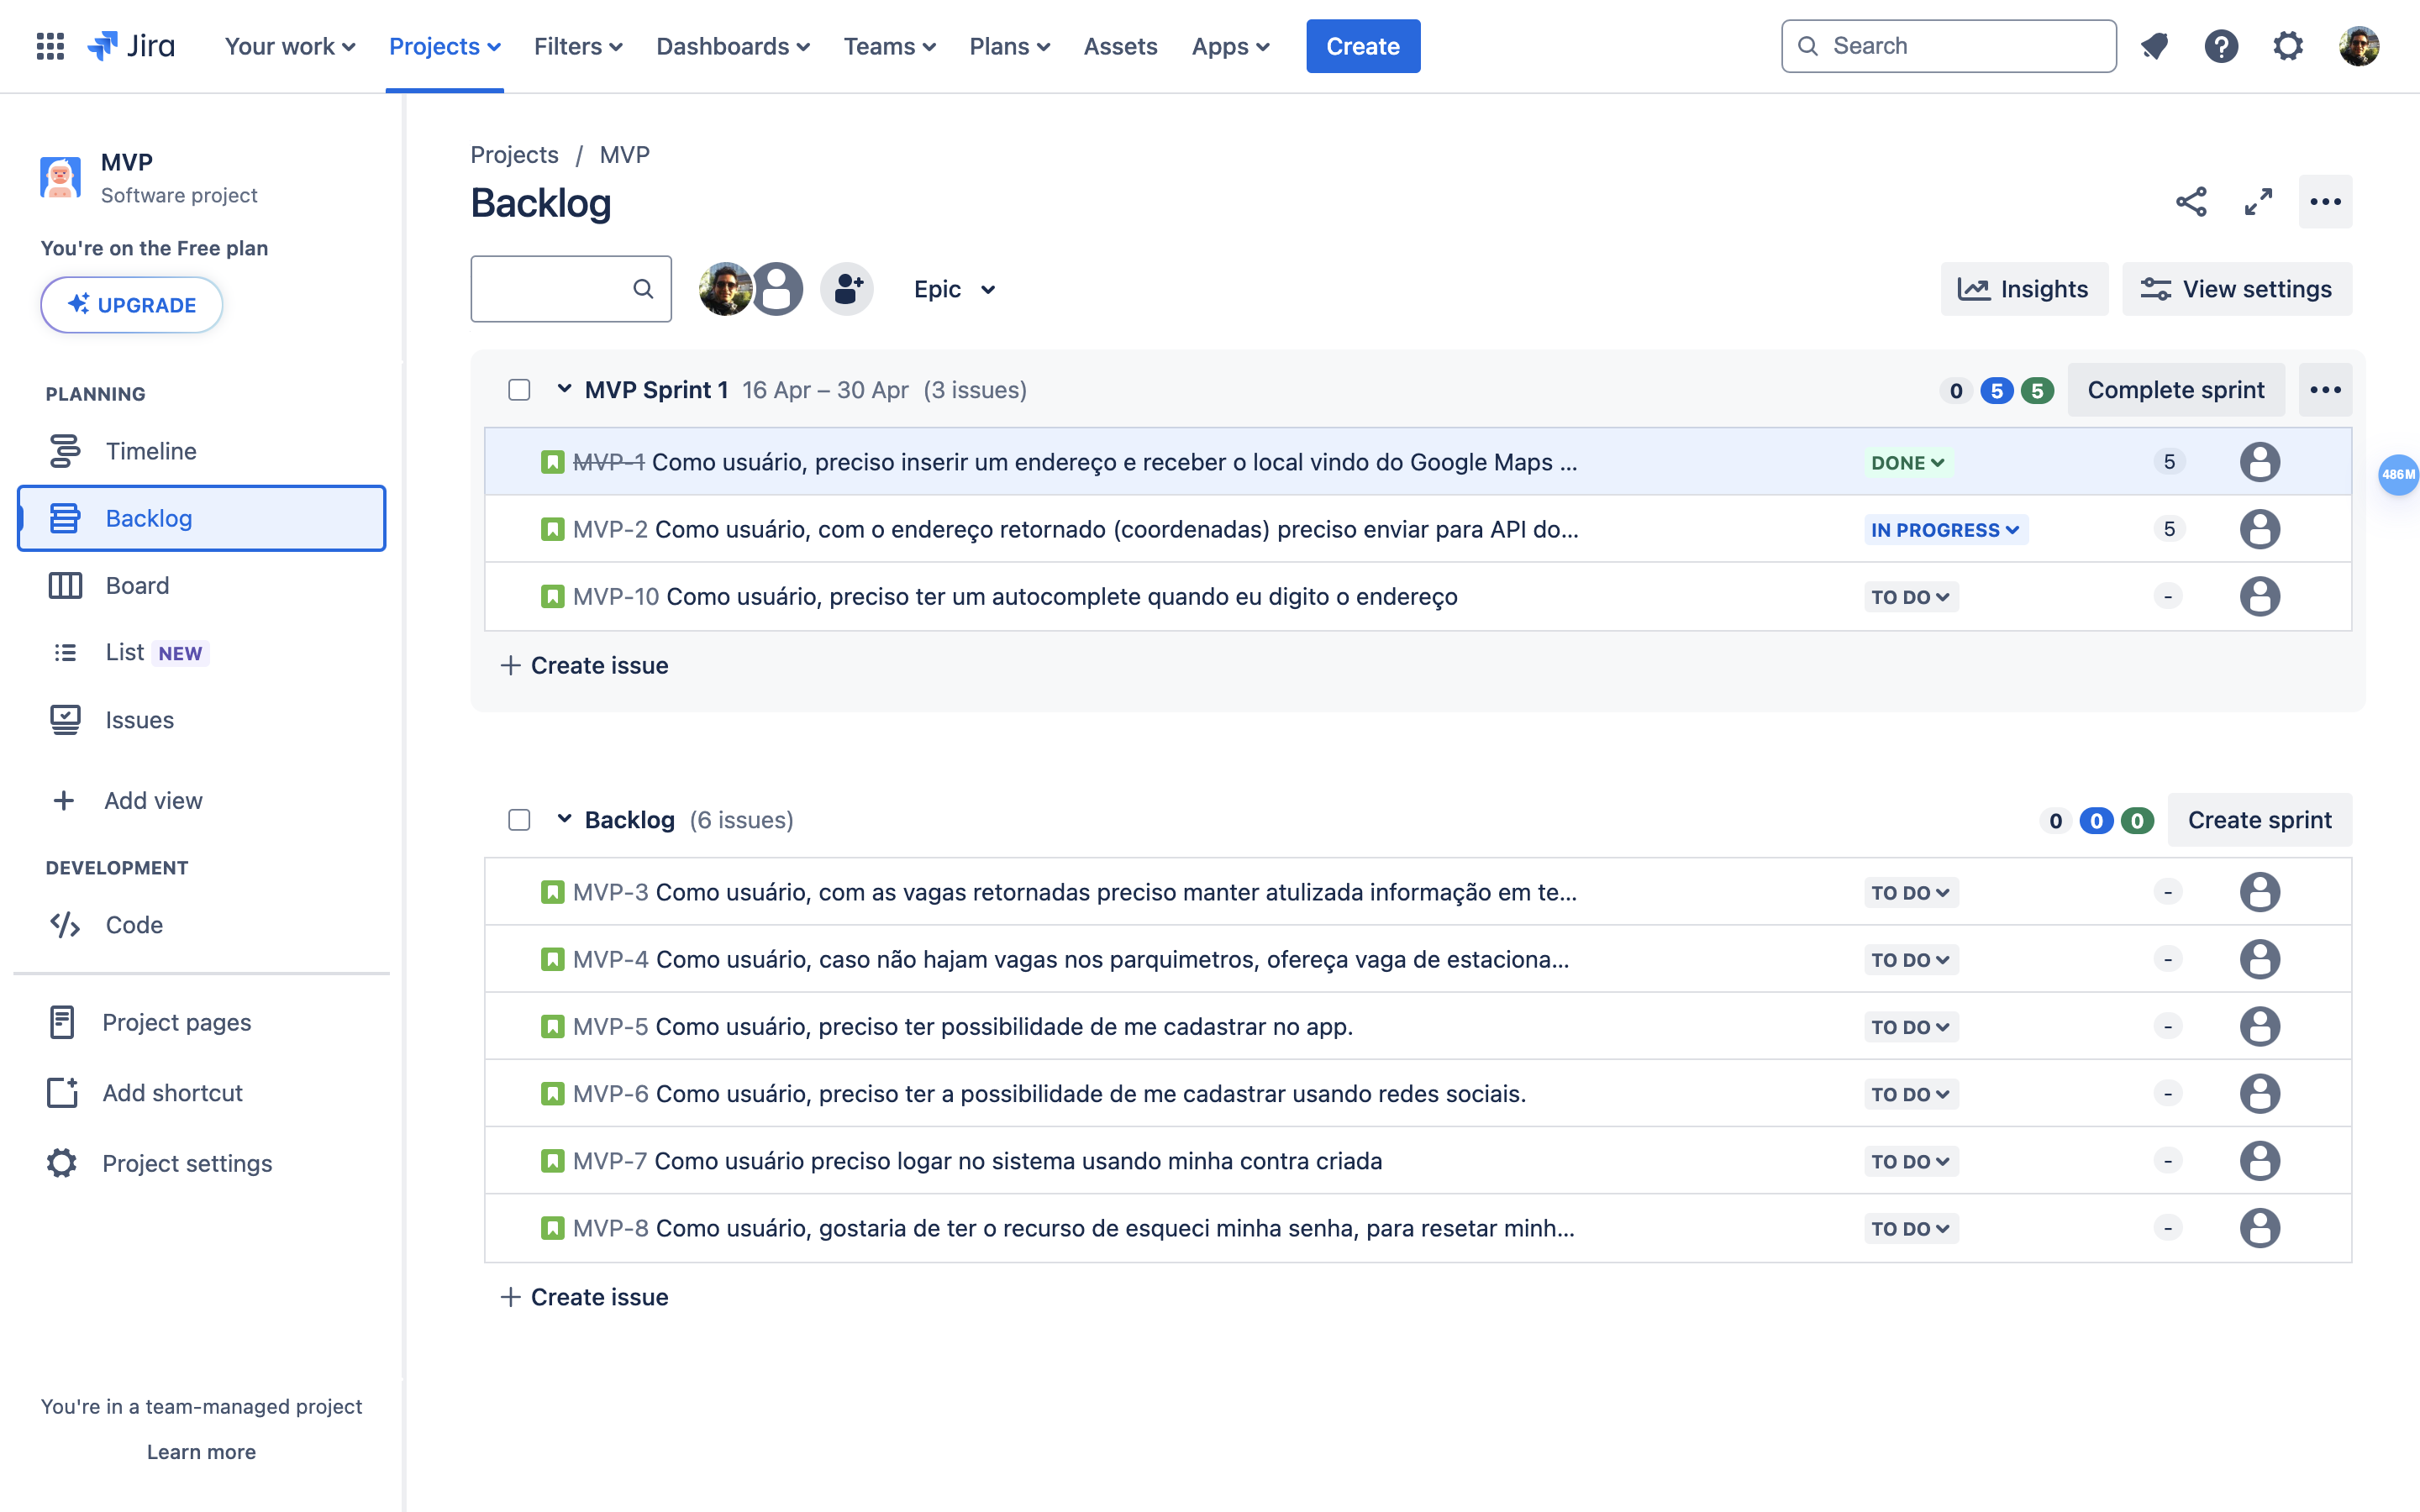 Jira Your work Projects Filters Dashboards Teams Plans Assets Apps Create Search
MVP
Software project
You're on the Free plan
UPGRADE
PLANNING
Timeline
Backlog
Board
List NEW
Issues
Add view
DEVELOPMENT
Code
Project pages
Add shortcut
Project settings
You're in a team-managed project
Learn more
Projects / MVP
Backlog
Epic Insights View settings
MVP Sprint 1 16 Apr – 30 Apr (3 issues) 0 5 5 Complete sprint
MVP-1 Como usuário, preciso inserir um endereço e receber o local vindo do Google Maps ... DONE 5
MVP-2 Como usuário, com o endereço retornado (coordenadas) preciso enviar para API do... IN PROGRESS 5
MVP-10 Como usuário, preciso ter um autocomplete quando eu digito o endereço TO DO -
Create issue
Backlog (6 issues) 0 0 0 Create sprint
MVP-3 Como usuário, com as vagas retornadas preciso manter atulizada informação em te... TO DO -
MVP-4 Como usuário, caso não hajam vagas nos parquimetros, ofereça vaga de estaciona... TO DO -
MVP-5 Como usuário, preciso ter possibilidade de me cadastrar no app. TO DO -
MVP-6 Como usuário, preciso ter a possibilidade de me cadastrar usando redes sociais. TO DO -
MVP-7 Como usuário preciso logar no sistema usando minha contra criada TO DO -
MVP-8 Como usuário, gostaria de ter o recurso de esqueci minha senha, para resetar minh... TO DO -
Create issue
486M